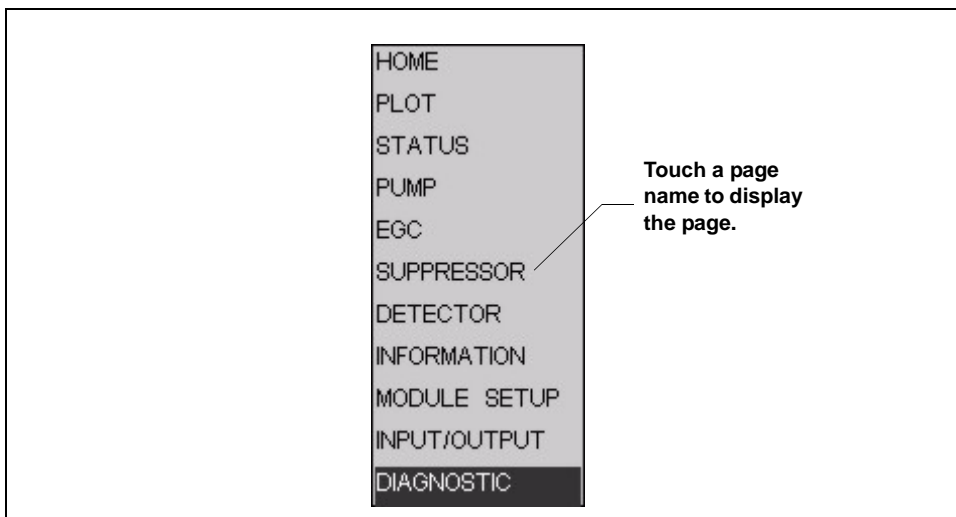 HOME
PLOT
STATUS
PUMP
EGC
SUPPRESSOR
DETECTOR
INFORMATION
MODULE SETUP
INPUT/OUTPUT
DIAGNOSTIC
Touch a page
name to display
the page.